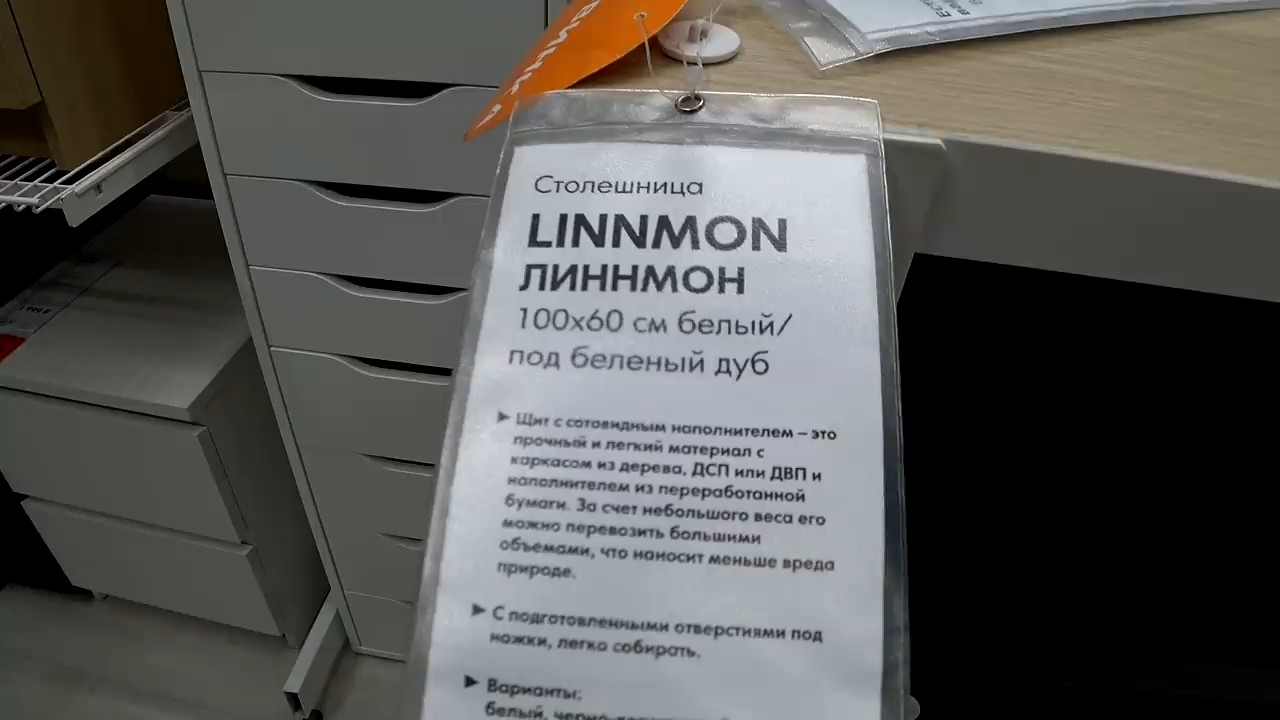 Столешница
LINNMON
ЛИННМОН
100x60 см белый/
под беленый дуб
► Щит с сотовидным наполнителем – это
прочный и легкий материал с
каркасом из дерева, ДСП или ДВП и
наполнителем из переработанной
бумаги. За счет небольшого веса его
можно перевозить большими
объемами, что наносит меньше вреда
природе.
► С подготовленными отверстиями под
ножки, легко собирать.
► Варианты:
белый,